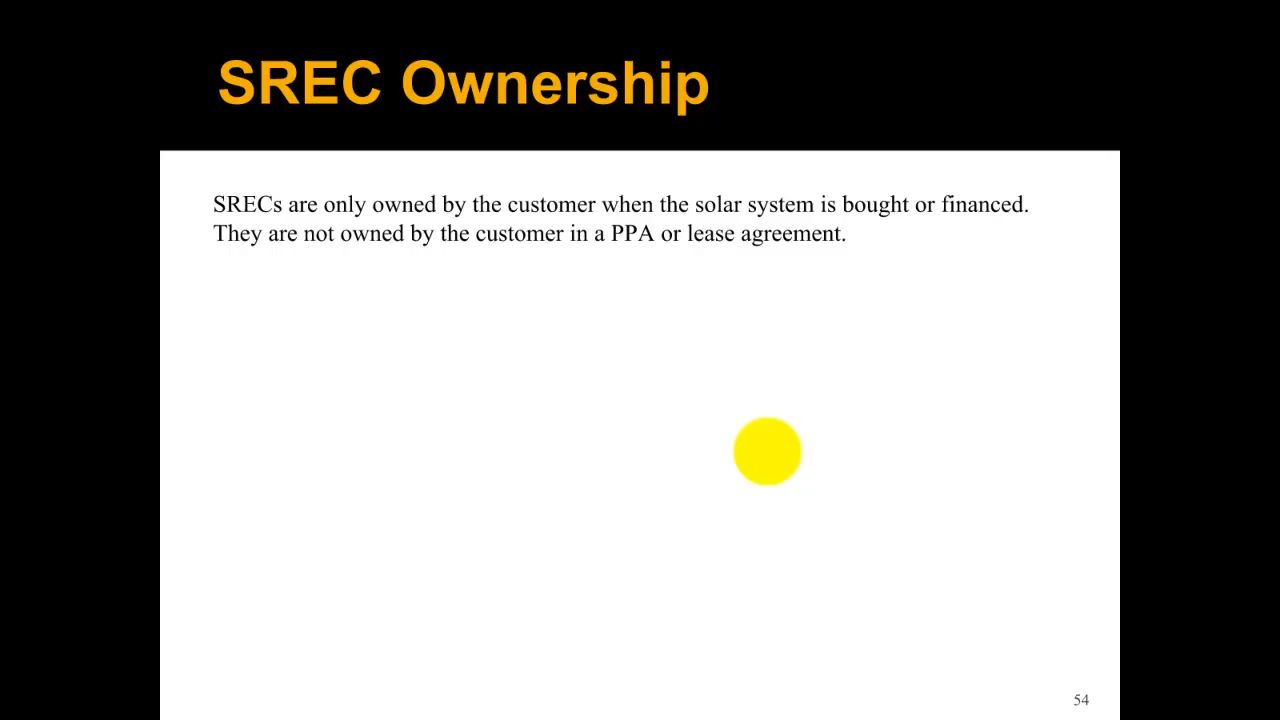 SREC Ownership
SRECs are only owned by the customer when the solar system is bought or financed.
They are not owned by the customer in a PPA or lease agreement.
54